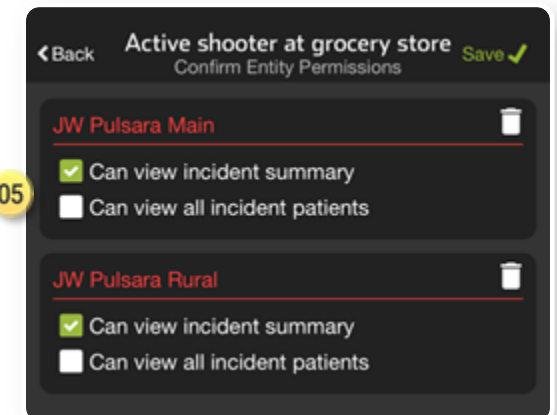 Back
Active shooter at grocery store
Save
Confirm Entity Permissions
JW Pulsara Main
Can view incident summary
05
Can view all incident patients
JW Pulsara Rural
Can view incident summary
Can view all incident patients